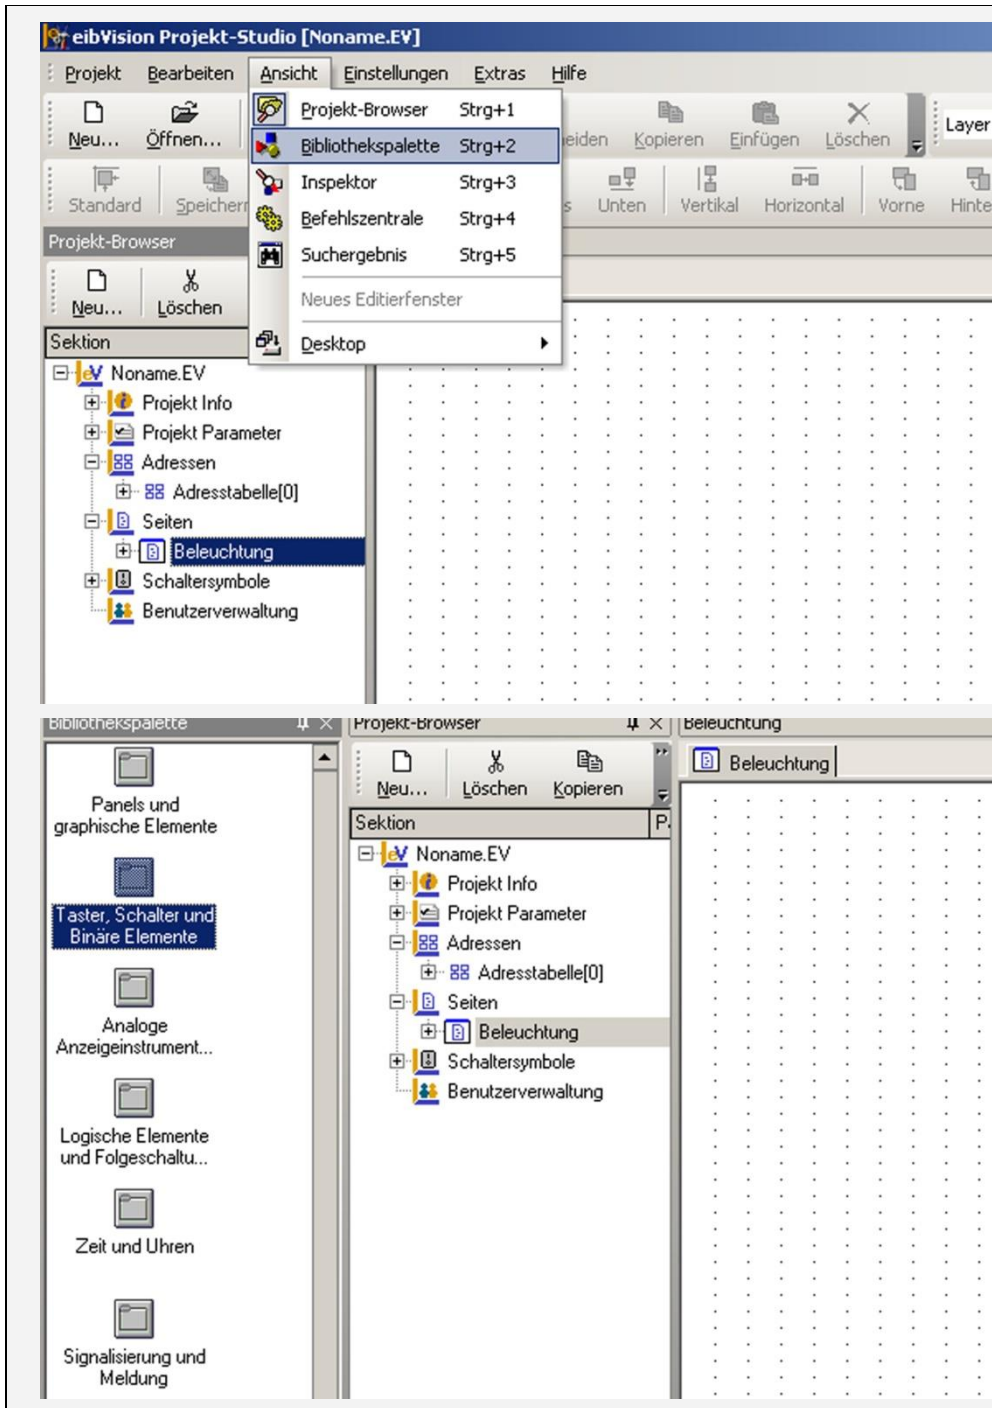 eibVision Projekt-Studio [Noname.EV]
Projekt Bearbeiten Ansicht Einstellungen Extras Hilfe
Neu... Öffnen... eiden Kopieren Einfügen Löschen Layer
Projekt-Browser Strg+1
Bibliothekspalette Strg+2
Inspektor Strg+3
Befehlszentrale Strg+4
Suchergebnis Strg+5
Neues Editierfenster
Desktop
Standard Speichern s Unten Vertikal Horizontal Vorne Hinte
Projekt-Browser
Neu... Löschen
Sektion
Noname.EV
Projekt Info
Projekt Parameter
Adressen
Adresstabelle[0]
Seiten
Beleuchtung
Schaltersymbole
Benutzerverwaltung
Bibliothekspalette
Panels und
graphische Elemente
Taster, Schalter und
Binäre Elemente
Analoge
Anzeigeinstrument...
Logische Elemente
und Folgeschaltu...
Zeit und Uhren
Signalisierung und
Meldung
Projekt-Browser
Neu... Löschen Kopieren
Sektion P.
Noname.EV
Projekt Info
Projekt Parameter
Adressen
Adresstabelle[0]
Seiten
Beleuchtung
Schaltersymbole
Benutzerverwaltung
Beleuchtung
Beleuchtung